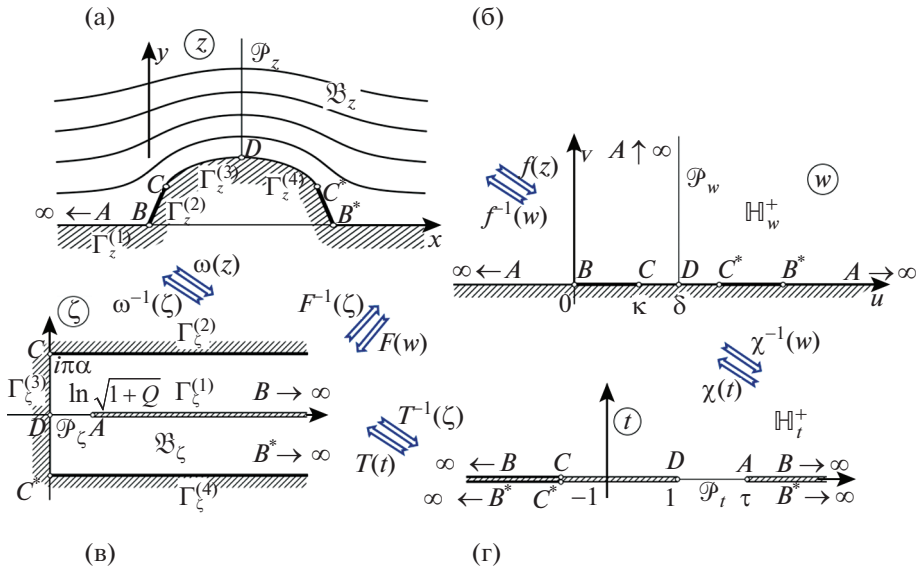 (а)
y
z
𝒫_z
𝔅_z
D
C
Γ_z^(3)
Γ_z^(4)
C*
∞ ← A
B
Γ_z^(2)
B*
Γ_z^(1)
x
ω(z)
ω^−1(ζ)
F^−1(ζ)
F(w)
(б)
v
A ↑ ∞
𝒫_w
w
f(z)
f^−1(w)
ℍ_w^+
∞ ← A
B
C
D
C*
B*
A → ∞
0
κ
δ
u
χ^−1(w)
χ(t)
ζ
Γ_ζ^(2)
C
iπα
Γ_ζ^(3)
ln √1 + Q
Γ_ζ^(1)
B → ∞
D
𝒫_ζ
A
𝔅_ζ
B* → ∞
C*
Γ_ζ^(4)
(в)
T^−1(ζ)
T(t)
t
ℍ_t^+
∞ ← B
C
D
A
B → ∞
∞ ← B*
C*
−1
1
𝒫_t
τ
B* → ∞
(г)